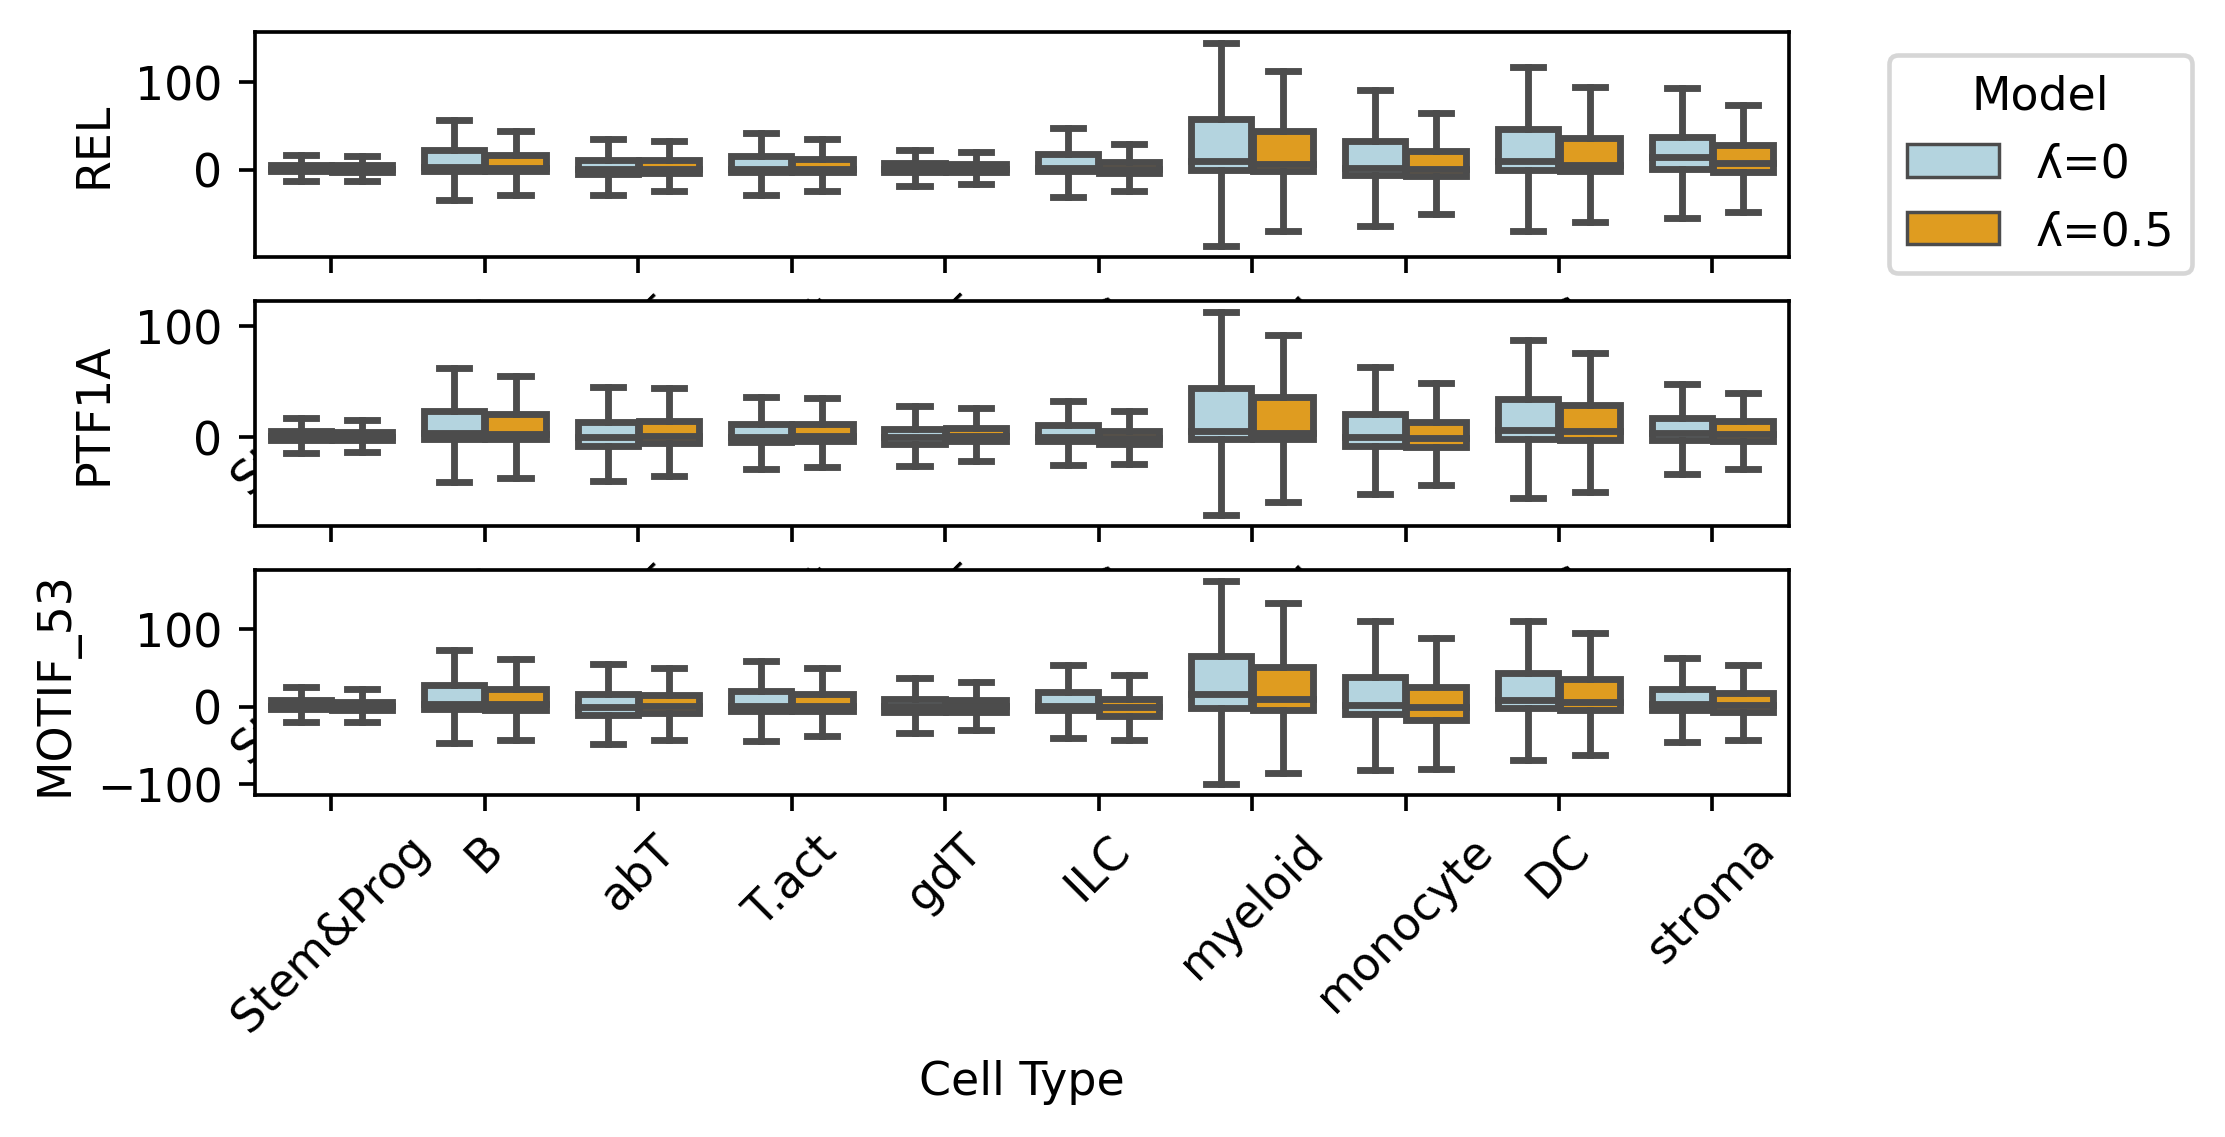 REL
100
0
Model
ʎ=0
ʎ=0.5
PTF1A
100
0
MOTIF_53
100
0
−100
Stem&Prog
B
abT
T.act
gdT
ILC
myeloid
monocyte
DC
stroma
Cell Type